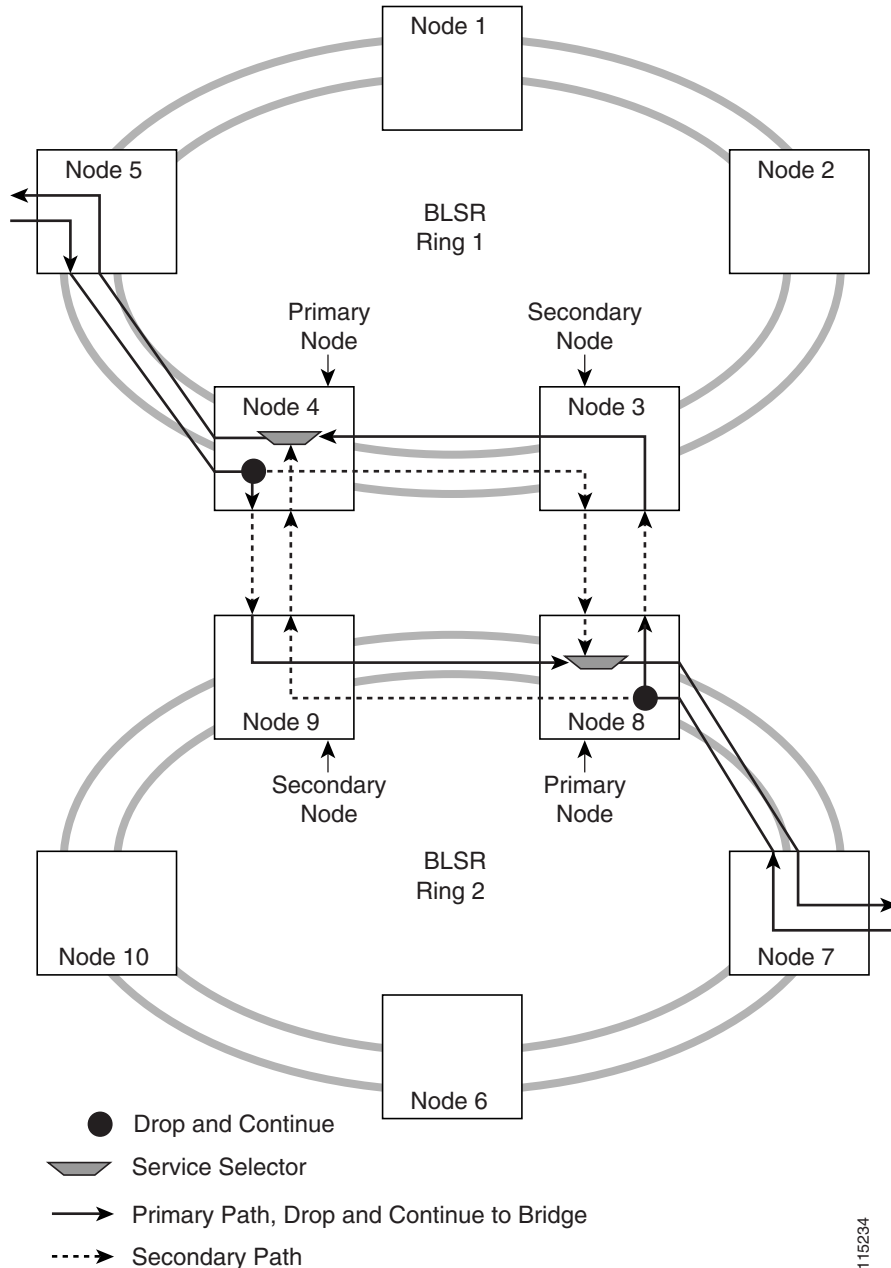 Node 1
Node 5
Node 2
BLSR
Ring 1
Primary
Node
Secondary
Node
Node 4
Node 3
Node 9
Node 8
Secondary
Node
Primary
Node
BLSR
Ring 2
Node 10
Node 7
Node 6
Drop and Continue
Service Selector
Primary Path, Drop and Continue to Bridge
Secondary Path
115234